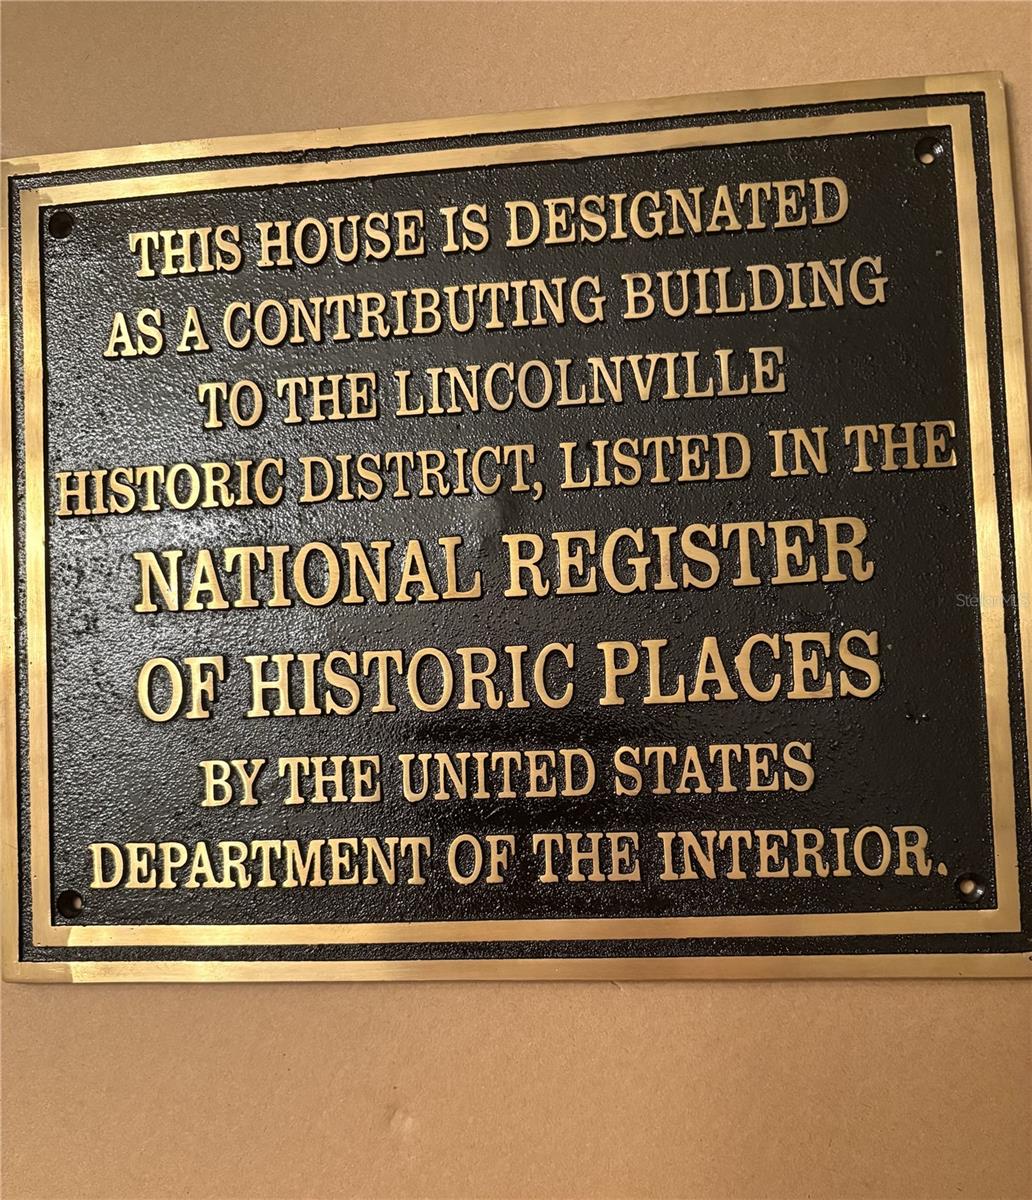 THIS HOUSE IS DESIGNATED
AS A CONTRIBUTING BUILDING
TO THE LINCOLNVILLE
HISTORIC DISTRICT, LISTED IN THE
NATIONAL REGISTER
OF HISTORIC PLACES
BY THE UNITED STATES
DEPARTMENT OF THE INTERIOR.